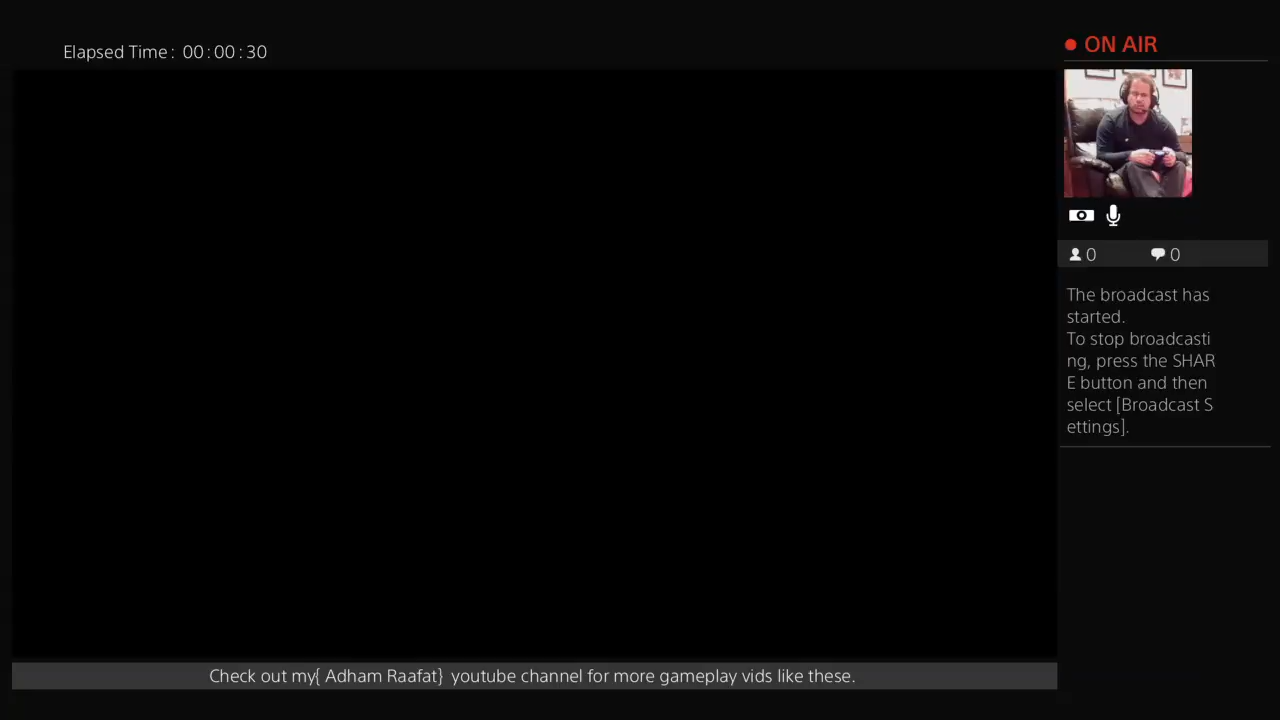 Elapsed Time: 00:00:30
ON AIR
0 0
The broadcast has
started.
To stop broadcasti
ng, press the SHAR
E button and then
select [Broadcast S
ettings].
Check out my{ Adham Raafat} youtube channel for more gameplay vids like these.